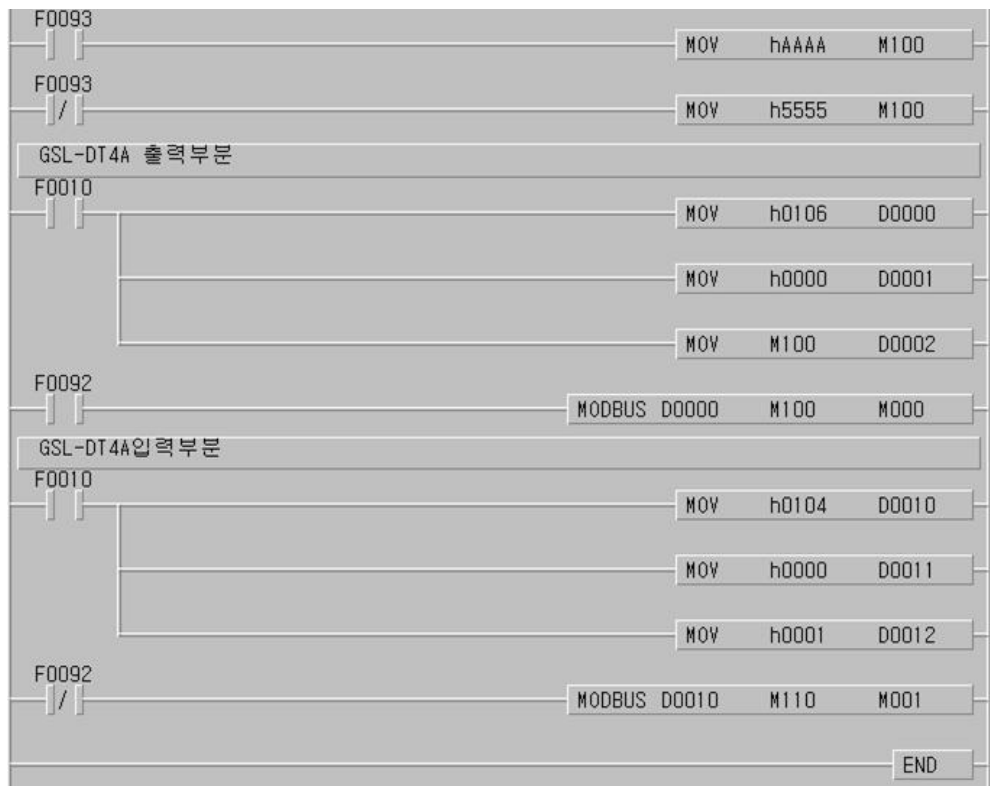 F0093
MOV hAAAA M100
F0093
/
MOV h5555 M100
GSL-DT4A 출력부분
F0010
MOV h0106 D0000
MOV h0000 D0001
MOV M100 D0002
F0092
MODBUS D0000 M100 M000
GSL-DT4A입력부분
F0010
MOV h0104 D0010
MOV h0000 D0011
MOV h0001 D0012
F0092
/
MODBUS D0010 M110 M001
END